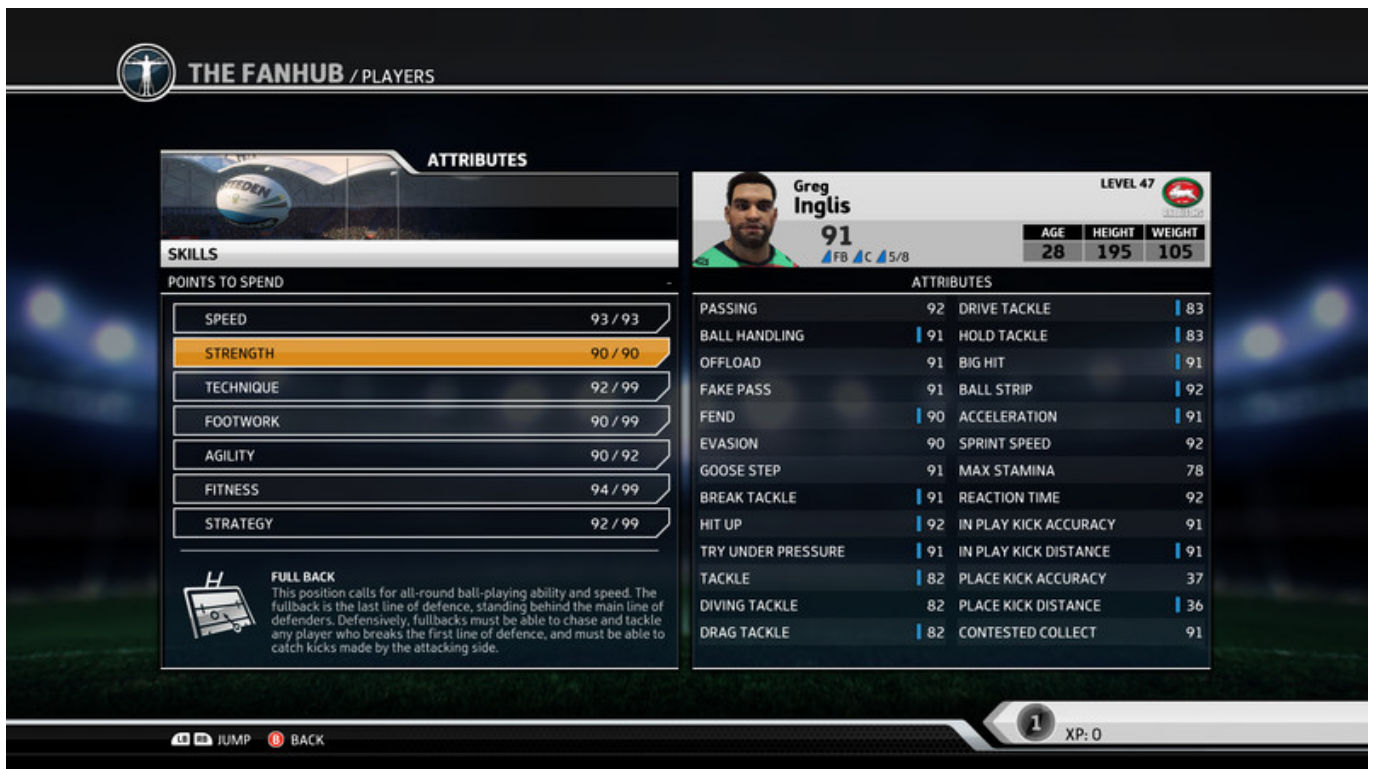 THE FANHUB / PLAYERS
ATTRIBUTES
STEEDEN
SKILLS
POINTS TO SPEND -
SPEED 93 / 93
STRENGTH 90 / 90
TECHNIQUE 92 / 99
FOOTWORK 90 / 99
AGILITY 90 / 92
FITNESS 94 / 99
STRATEGY 92 / 99
FULL BACK
This position calls for all-round ball-playing ability and speed. The
fullback is the last line of defence, standing behind the main line of
defenders. Defensively, fullbacks must be able to chase and tackle
any player who breaks the first line of defence, and must be able to
catch kicks made by the attacking side.
Greg
Inglis
LEVEL 47
91
FB C 5/8
AGE HEIGHT WEIGHT
28 195 105
ATTRIBUTES
PASSING 92 DRIVE TACKLE 83
BALL HANDLING 91 HOLD TACKLE 83
OFFLOAD 91 BIG HIT 91
FAKE PASS 91 BALL STRIP 92
FEND 90 ACCELERATION 91
EVASION 90 SPRINT SPEED 92
GOOSE STEP 91 MAX STAMINA 78
BREAK TACKLE 91 REACTION TIME 92
HIT UP 92 IN PLAY KICK ACCURACY 91
TRY UNDER PRESSURE 91 IN PLAY KICK DISTANCE 91
TACKLE 82 PLACE KICK ACCURACY 37
DIVING TACKLE 82 PLACE KICK DISTANCE 36
DRAG TACKLE 82 CONTESTED COLLECT 91
LB RB JUMP B BACK
1 XP: 0